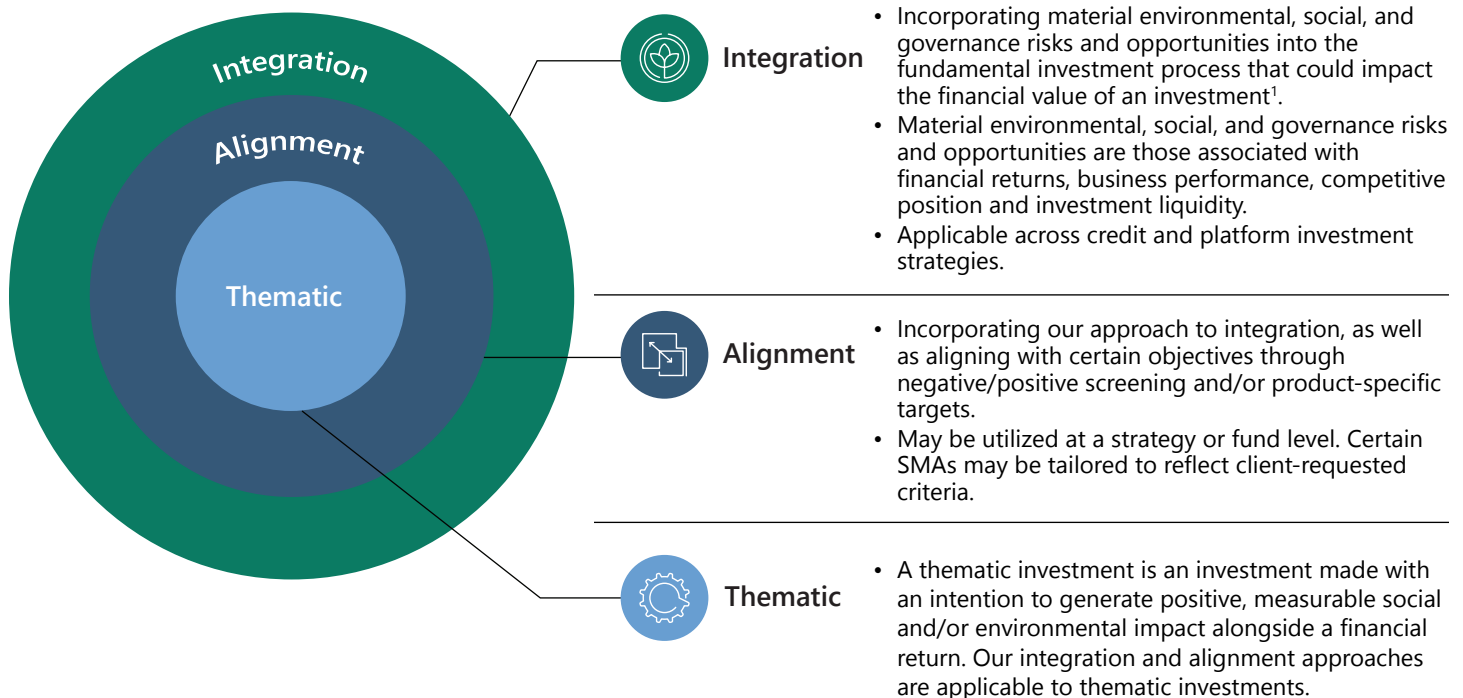 Integration
Alignment
Thematic
Integration
• Incorporating material environmental, social, and
governance risks and opportunities into the
fundamental investment process that could impact
the financial value of an investment¹.
• Material environmental, social, and governance risks
and opportunities are those associated with
financial returns, business performance, competitive
position and investment liquidity.
• Applicable across credit and platform investment
strategies.
Alignment
• Incorporating our approach to integration, as well
as aligning with certain objectives through
negative/positive screening and/or product-specific
targets.
• May be utilized at a strategy or fund level. Certain
SMAs may be tailored to reflect client-requested
criteria.
Thematic
• A thematic investment is an investment made with
an intention to generate positive, measurable social
and/or environmental impact alongside a financial
return. Our integration and alignment approaches
are applicable to thematic investments.